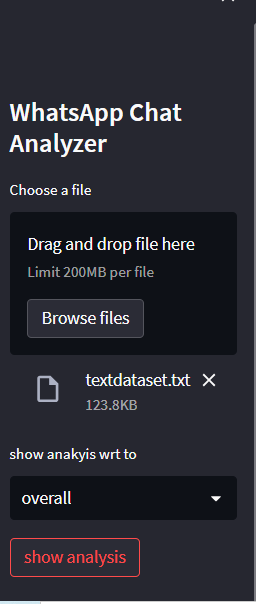 WhatsApp Chat
Analyzer
Choose a file
Drag and drop file here
Limit 200MB per file
Browse files
textdataset.txt
123.8KB
show anakyis wrt to
overall
show analysis